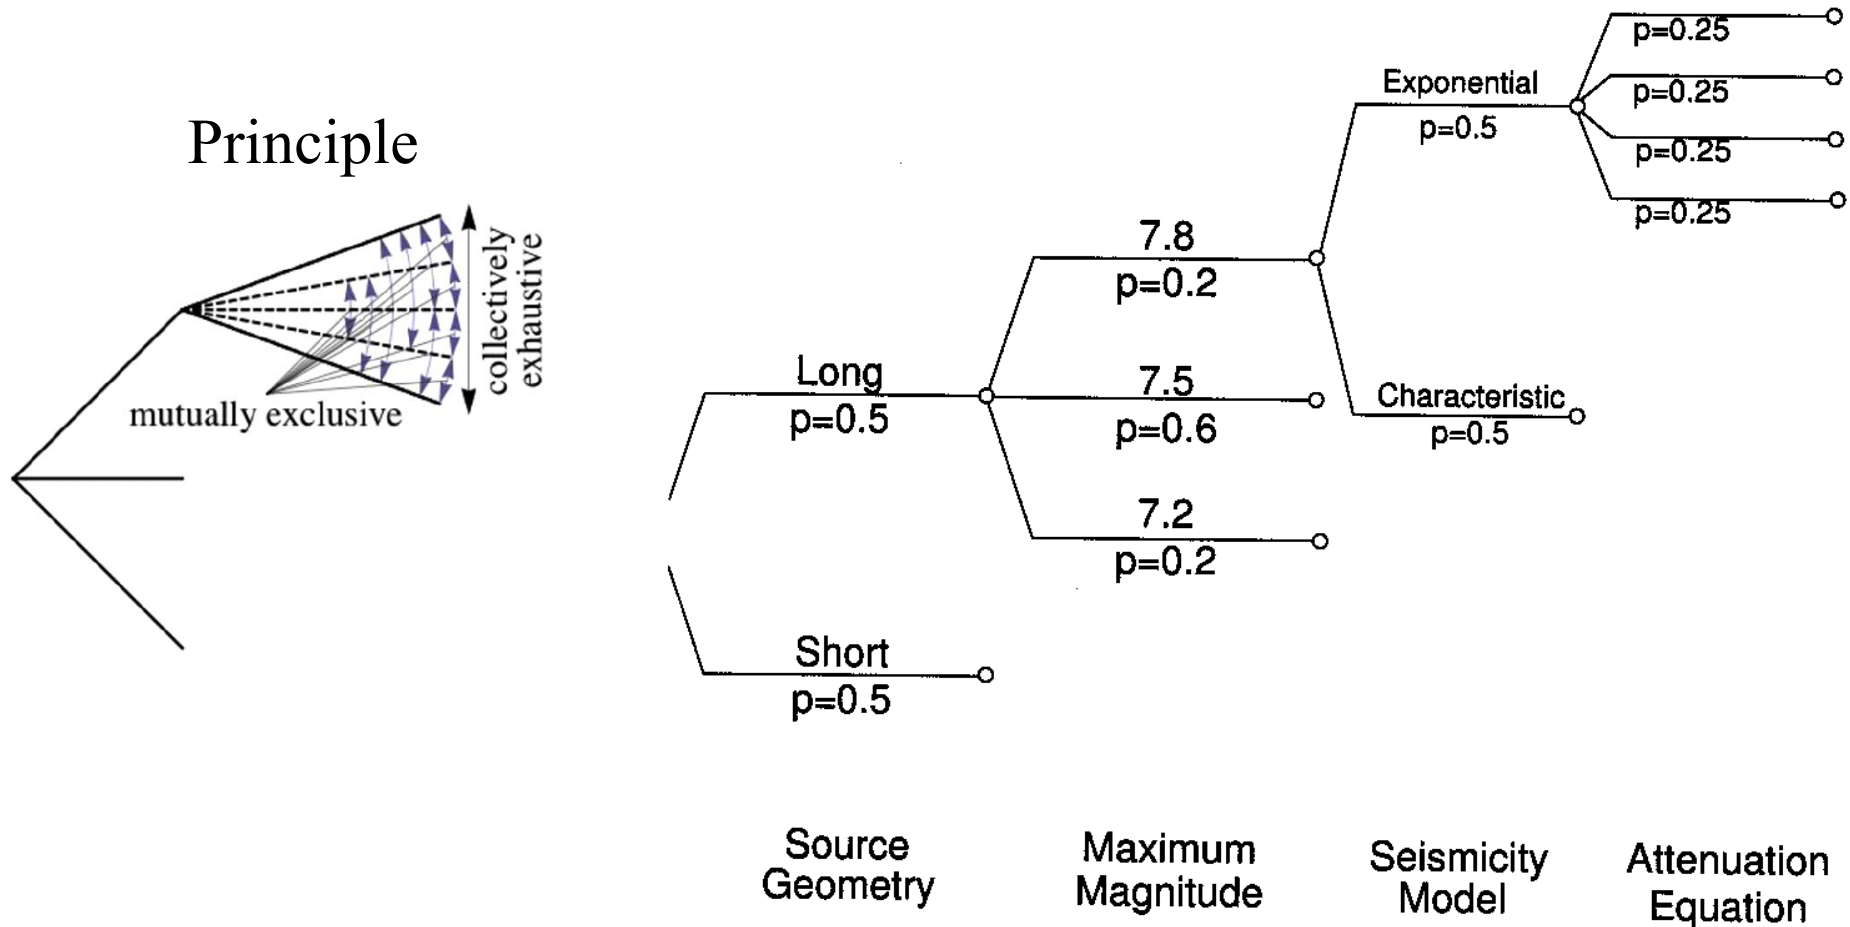 Principle
collectively
exhaustive
mutually exclusive
Long
p=0.5
Short
p=0.5
7.8
p=0.2
7.5
p=0.6
7.2
p=0.2
Exponential
p=0.5
Characteristic
p=0.5
p=0.25
p=0.25
p=0.25
p=0.25
Source
Geometry
Maximum
Magnitude
Seismicity
Model
Attenuation
Equation